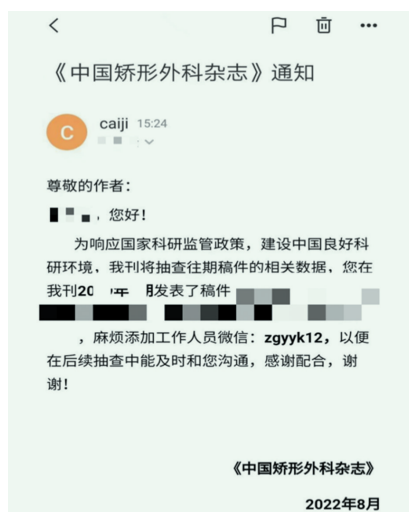 《中国矫形外科杂志》通知
C
caiji 15:24
尊敬的作者：
，您好！
为响应国家科研监管政策，建设中国良好科
研环境，我刊将抽查往期稿件的相关数据，您在
我刊20 年 月发表了稿件
，麻烦添加工作人员微信：zgyyk12，以便
在后续抽查中能及时和您沟通，感谢配合，谢
谢！
《中国矫形外科杂志》
2022年8月